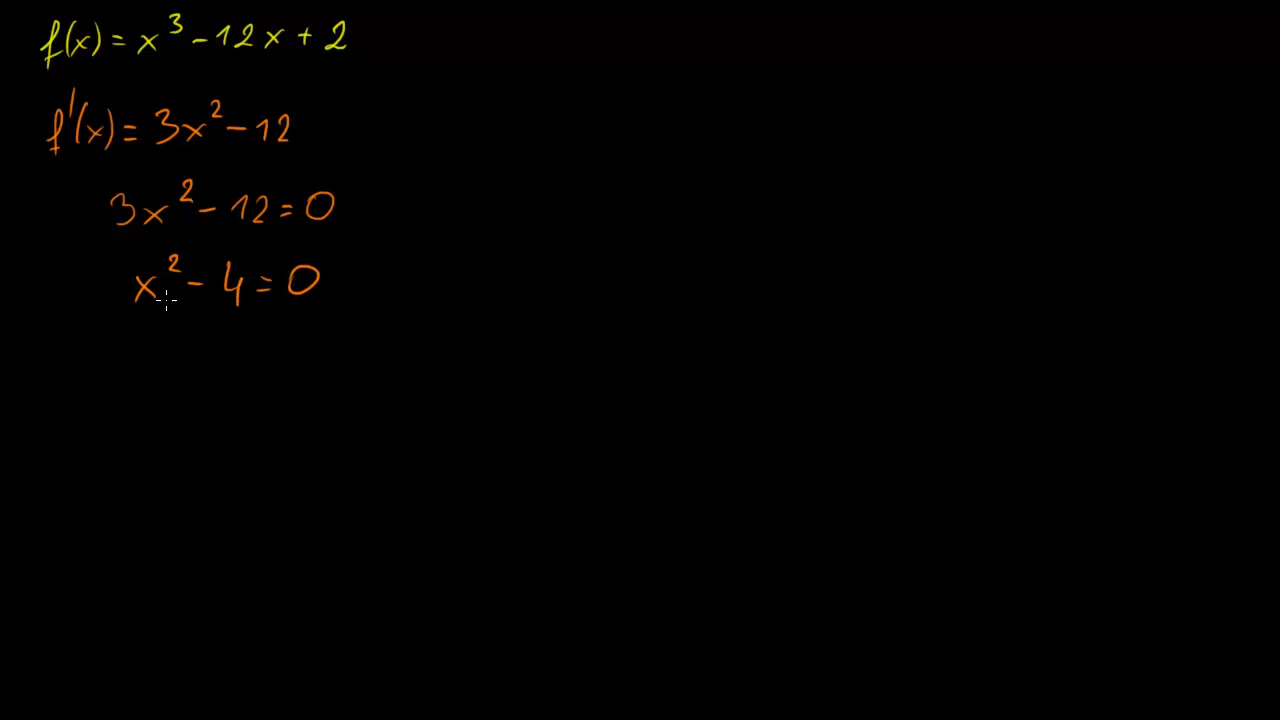 f(x) = x³ - 12x + 2
f'(x) = 3x² - 12
3x² - 12 = 0
x² - 4 = 0